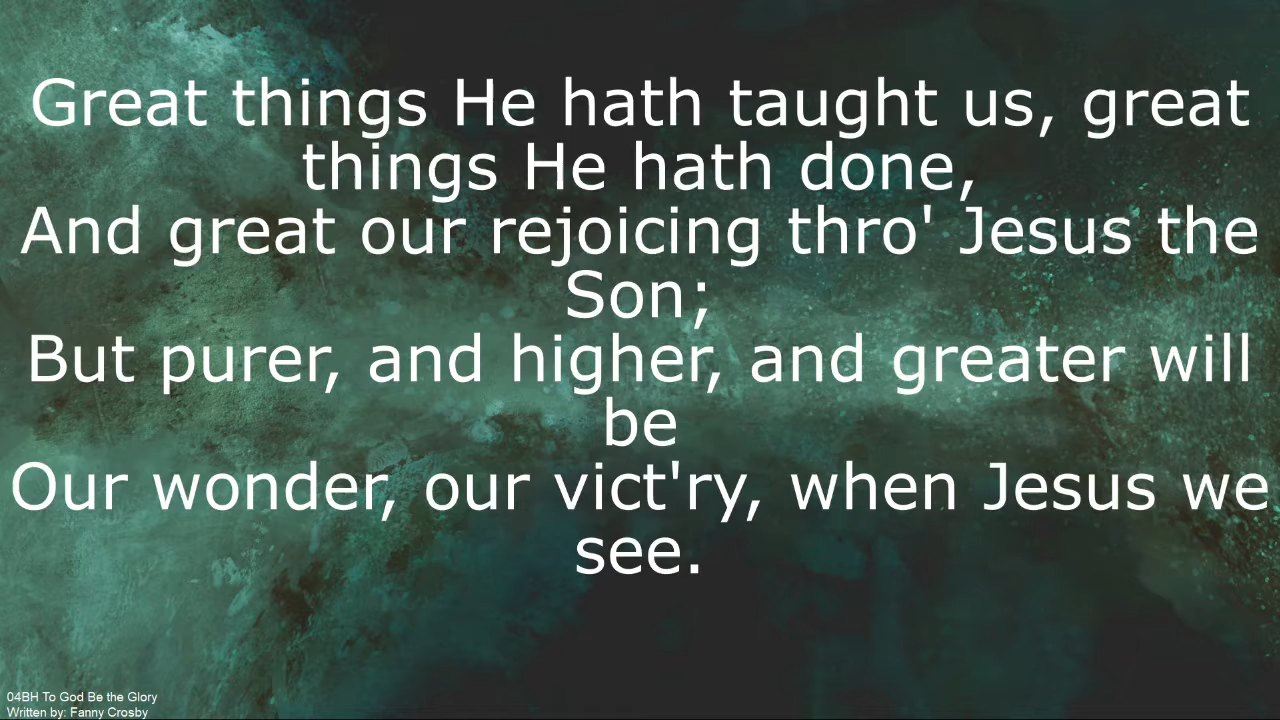 Great things He hath taught us, great
things He hath done,
And great our rejoicing thro' Jesus the
Son;
But purer, and higher, and greater will
be
Our wonder, our vict'ry, when Jesus we
see.
04BH To God Be the Glory
Written by: Fanny Crosby